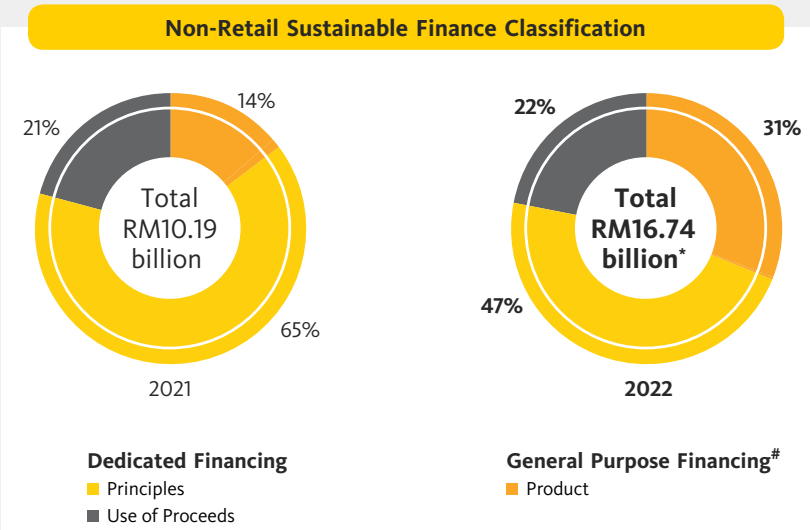 Non-Retail Sustainable Finance Classification
14%
21%
Total
RM10.19
billion
65%
2021
22%
31%
Total
RM16.74
billion*
47%
2022
Dedicated Financing
Principles
Use of Proceeds
General Purpose Financing#
Product